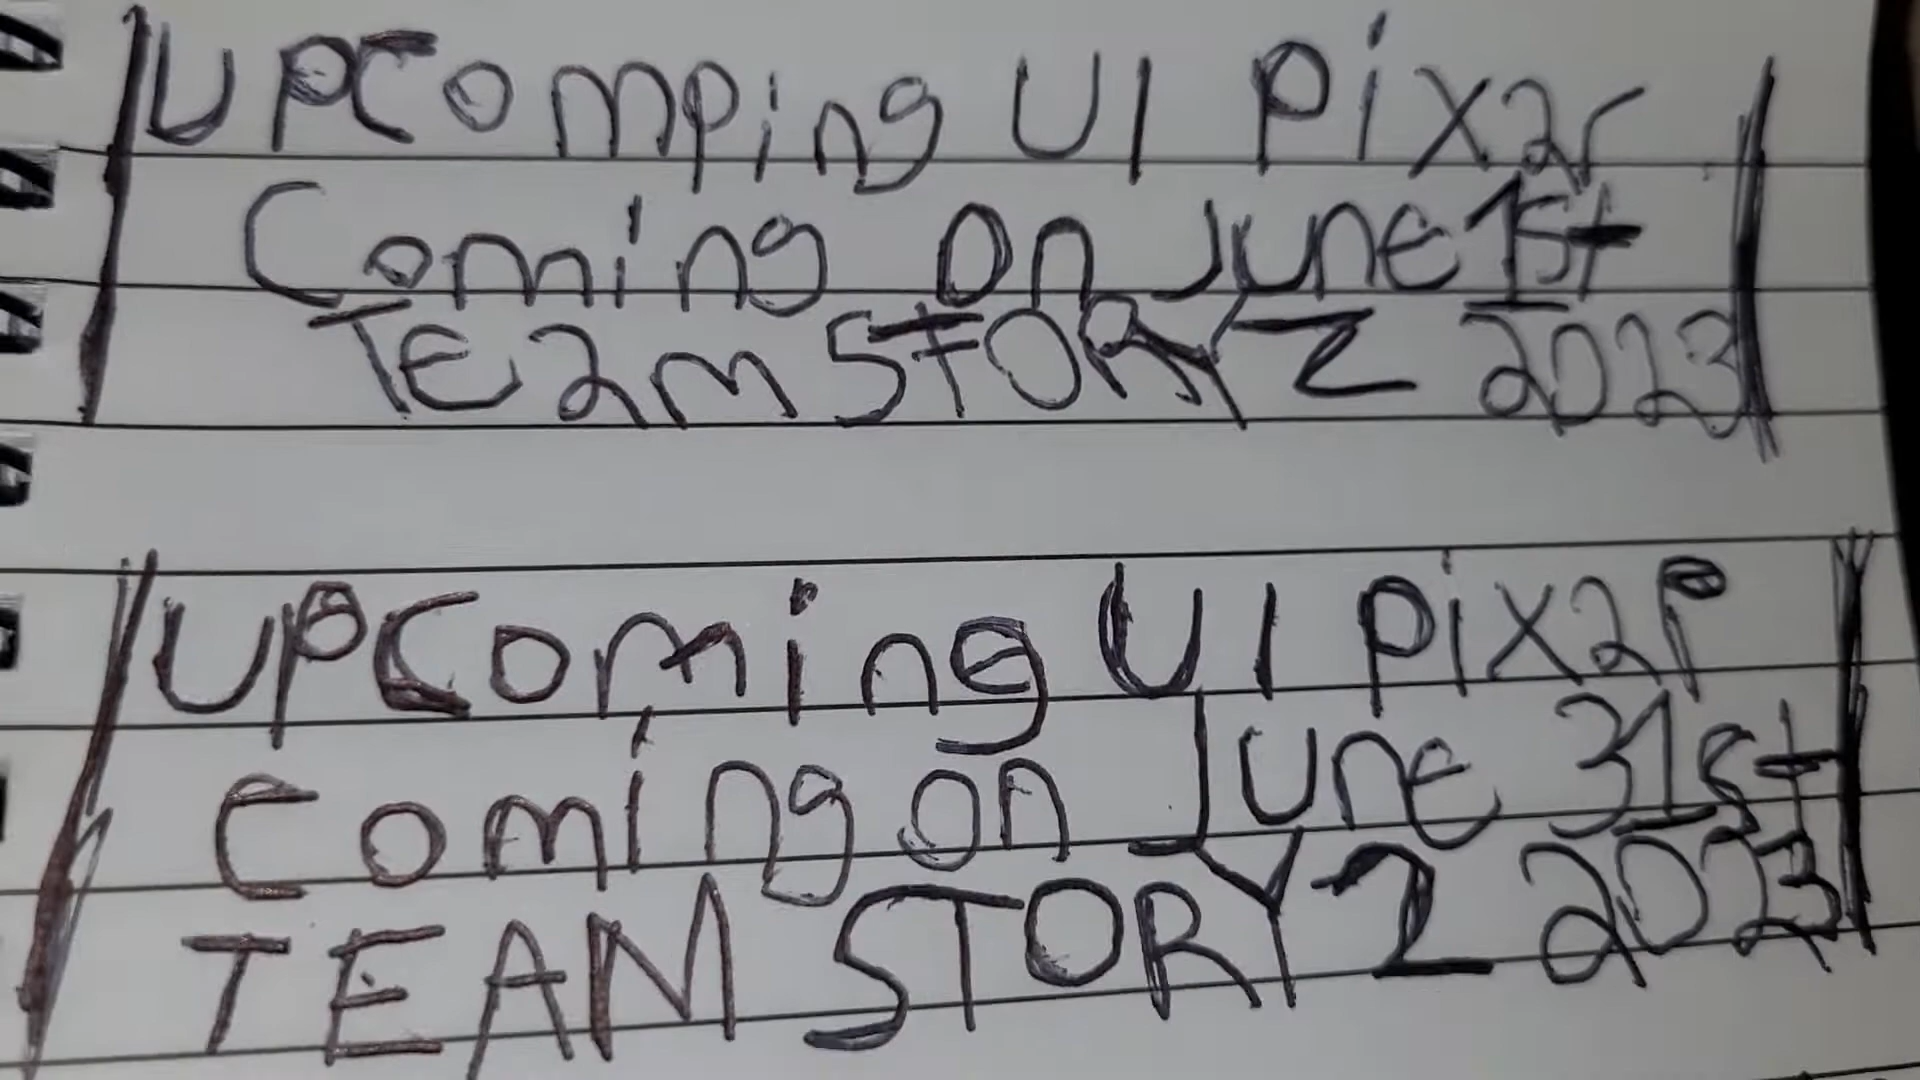 UPComping UI Pixar
Coming On June 1st
TEam STORY 2 2023
UPComing UI Pixar
Coming on June 31st
TEAM STORY 2 2023